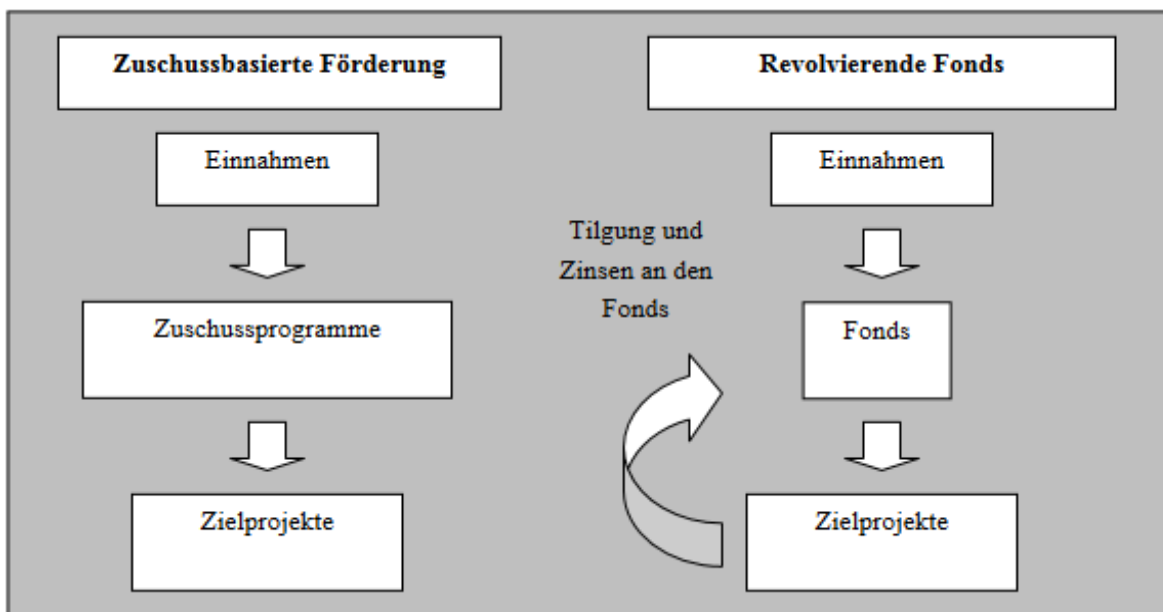 Zuschussbasierte Förderung
Einnahmen
Zuschussprogramme
Zielprojekte
Revolvierende Fonds
Einnahmen
Tilgung und
Zinsen an den
Fonds
Fonds
Zielprojekte